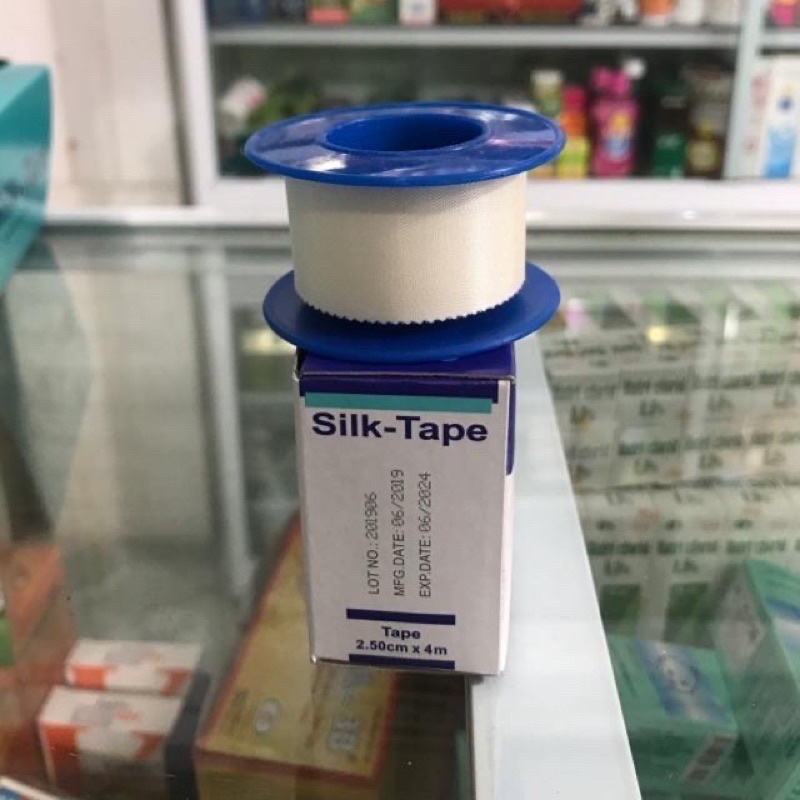 Silk-Tape
LOT NO.: 201906
MFG.DATE: 06/2019
EXP.DATE: 06/2024
Tape
2.50cm x 4m